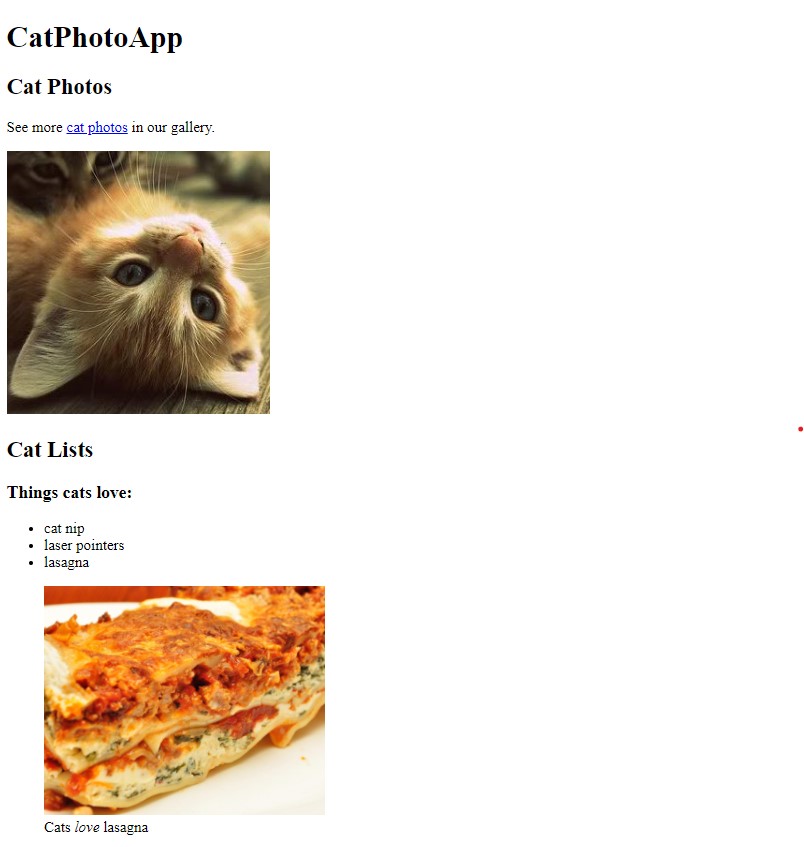 CatPhotoApp
Cat Photos
See more cat photos in our gallery.
Cat Lists
Things cats love:
cat nip
laser pointers
lasagna
Cats love lasagna